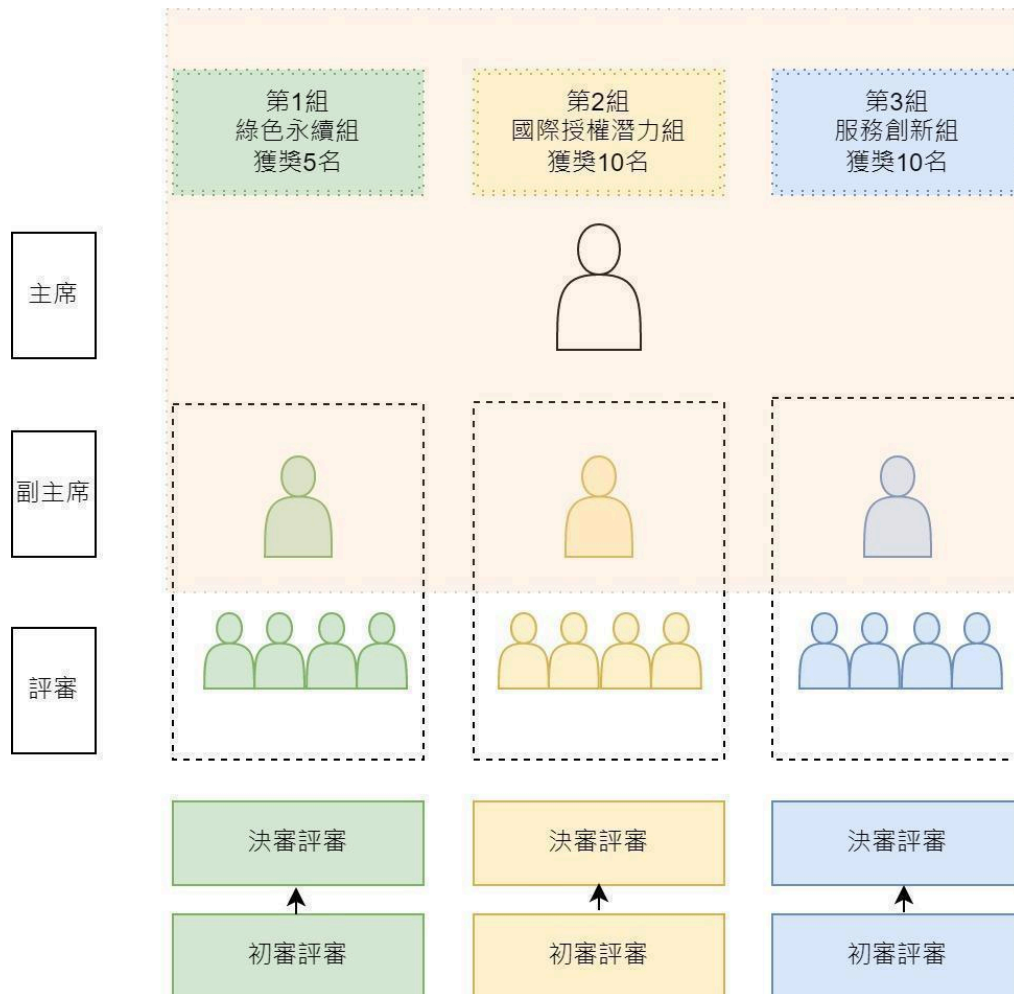 第1組
綠色永續組
獲獎5名
第2組
國際授權潛力組
獲獎10名
第3組
服務創新組
獲獎10名
主席
副主席
評審
決審評審
決審評審
決審評審
初審評審
初審評審
初審評審